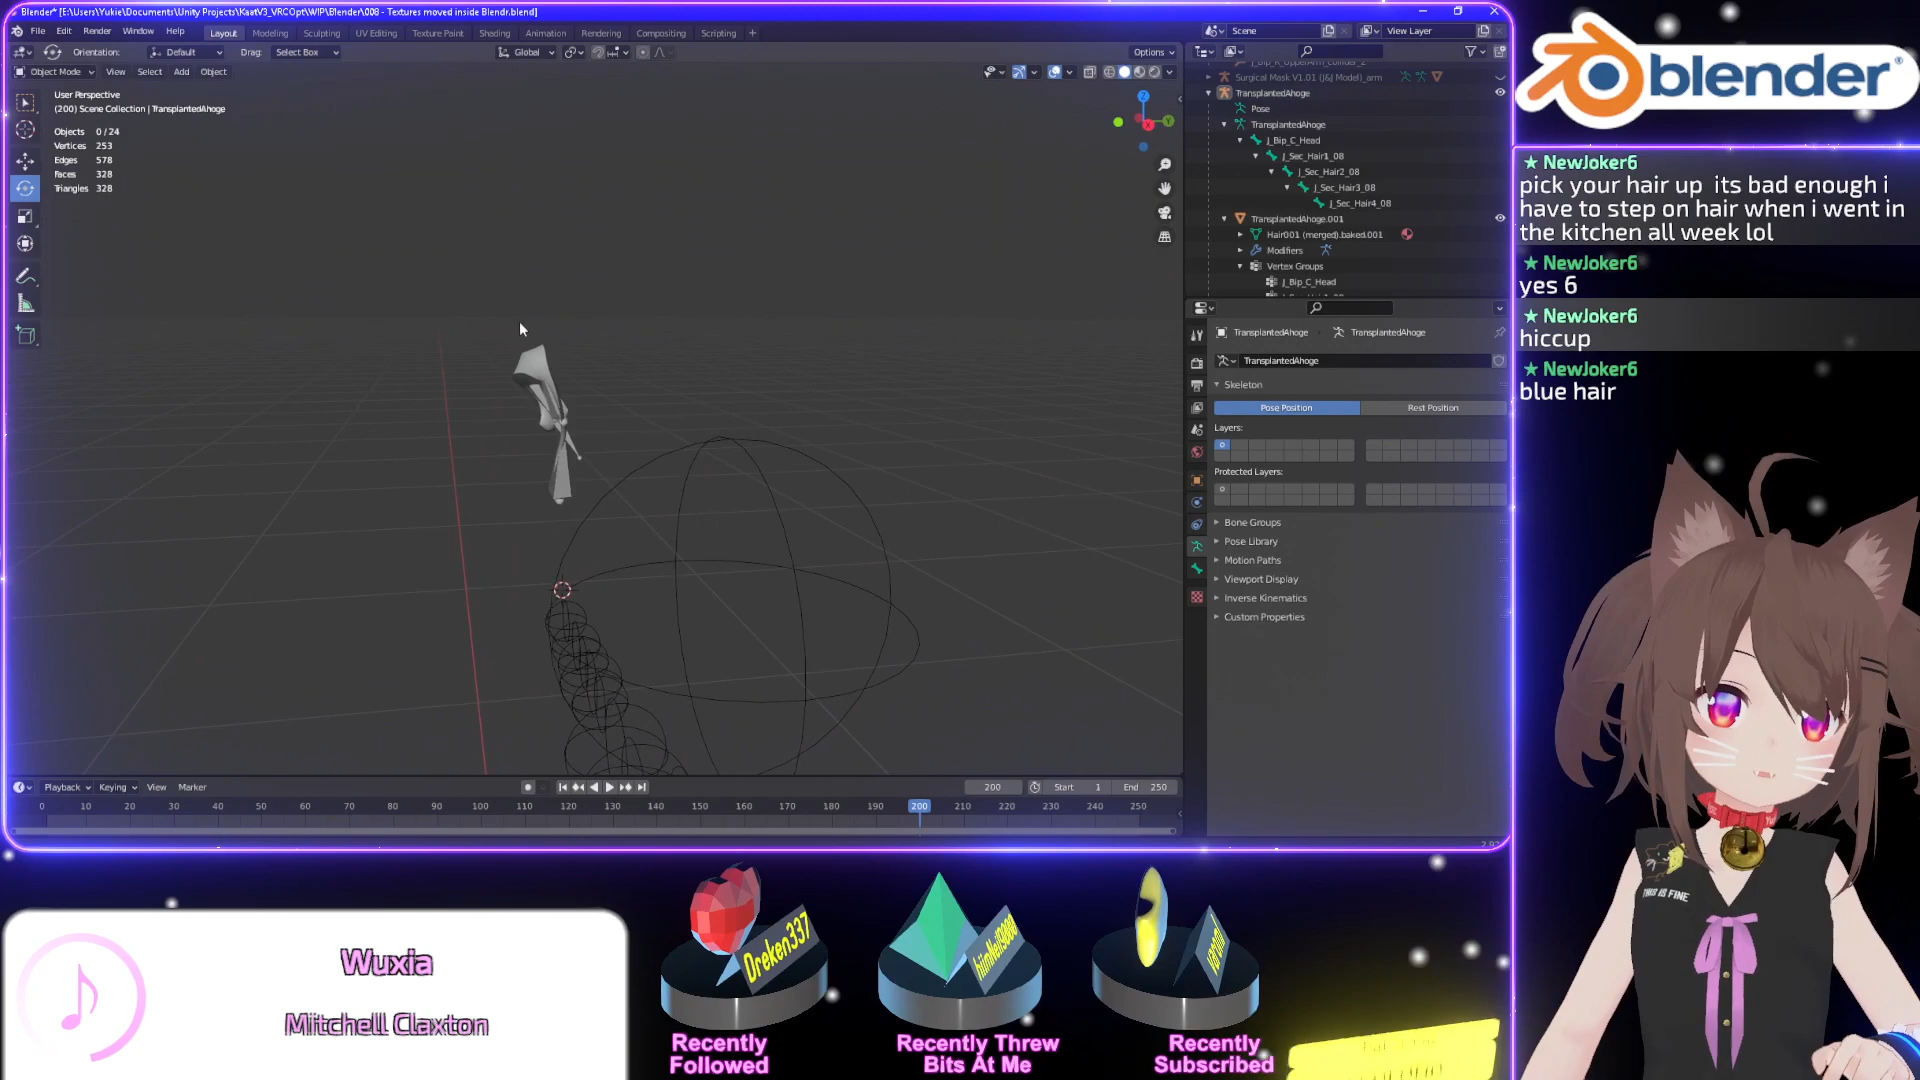 Blender* [E:\Users\Yukie\Documents\Unity Projects\KaatV3_VRCOpt\WIP\Blender\008 - Textures moved inside Blendr.blend]
File Edit Render Window Help Layout Modeling Sculpting UV Editing Texture Paint Shading Animation Rendering Compositing Scripting +
Scene View Layer
Orientation: Default Drag: Select Box Global Options
Object Mode View Select Add Object
User Perspective
(200) Scene Collection | TransplantedAhoge
Objects 0/24
Vertices 253
Edges 578
Faces 328
Triangles 328
Z
Y
X
J_Bip_R_UpperArm_collider_2
Surgical Mask V1.01 (J&J Model)_arm
TransplantedAhoge
Pose
TransplantedAhoge
J_Bip_C_Head
J_Sec_Hair1_08
J_Sec_Hair2_08
J_Sec_Hair3_08
J_Sec_Hair4_08
TransplantedAhoge.001
Hair001 (merged).baked.001
Modifiers
Vertex Groups
J_Bip_C_Head
TransplantedAhoge TransplantedAhoge
TransplantedAhoge
Skeleton
Pose Position Rest Position
Layers:
Protected Layers:
Bone Groups
Pose Library
Motion Paths
Viewport Display
Inverse Kinematics
Custom Properties
Playback Keying View Marker 200 Start 1 End 250
0 10 20 30 40 50 60 70 80 90 100 110 120 130 140 150 160 170 180 190 200 210 220 230 240 250
blender®
★ NewJoker6
pick your hair up its bad enough i
have to step on hair when i went in
the kitchen all week lol
★ NewJoker6
yes 6
★ NewJoker6
hiccup
★ NewJoker6
blue hair
THIS IS FINE
Wuxia
Mitchell Claxton
Dreken337
Recently
Followed
Recently Threw
Bits At Me
Recently
Subscribed